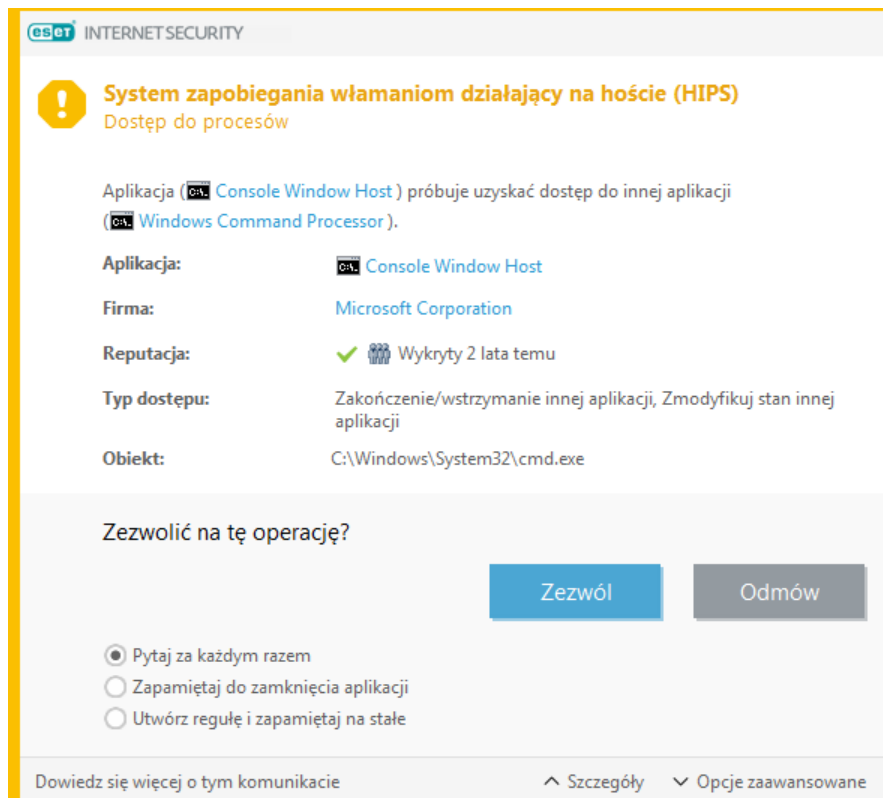 eset INTERNET SECURITY
System zapobiegania włamaniom działający na hoście (HIPS)
Dostęp do procesów
Aplikacja (C:\. Console Window Host ) próbuje uzyskać dostęp do innej aplikacji
(C:\. Windows Command Processor ).
Aplikacja: C:\. Console Window Host
Firma: Microsoft Corporation
Reputacja: Wykryty 2 lata temu
Typ dostępu: Zakończenie/wstrzymanie innej aplikacji, Zmodyfikuj stan innej
aplikacji
Obiekt: C:\Windows\System32\cmd.exe
Zezwolić na tę operację?
Zezwól Odmów
Pytaj za każdym razem
Zapamiętaj do zamknięcia aplikacji
Utwórz regułę i zapamiętaj na stałe
Dowiedz się więcej o tym komunikacie Szczegóły Opcje zaawansowane